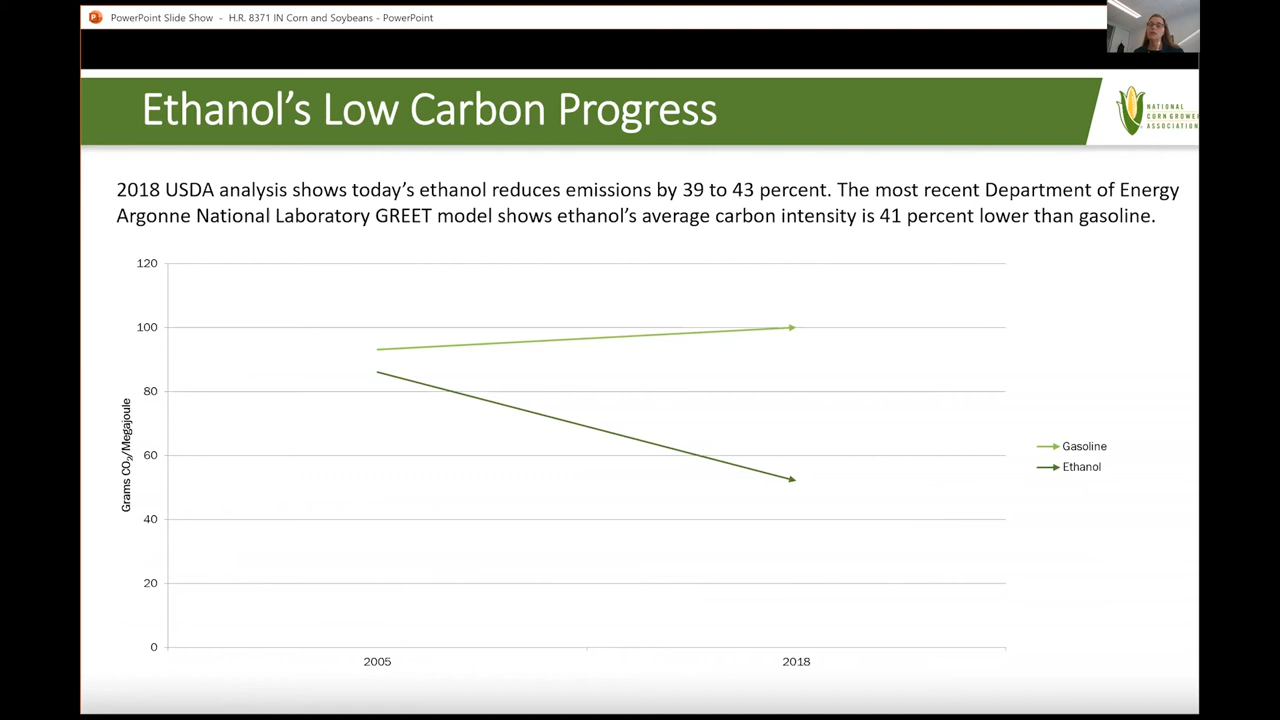 PowerPoint Slide Show - H.R. 8371 IN Corn and Soybeans - PowerPoint
Ethanol's Low Carbon Progress
NATIONAL
CORN GROWER
ASSOCIATION
2018 USDA analysis shows today's ethanol reduces emissions by 39 to 43 percent. The most recent Department of Energy
Argonne National Laboratory GREET model shows ethanol's average carbon intensity is 41 percent lower than gasoline.
120
100
80
60
40
20
0
Grams CO₂/Megajoule
2005
2018
Gasoline
Ethanol